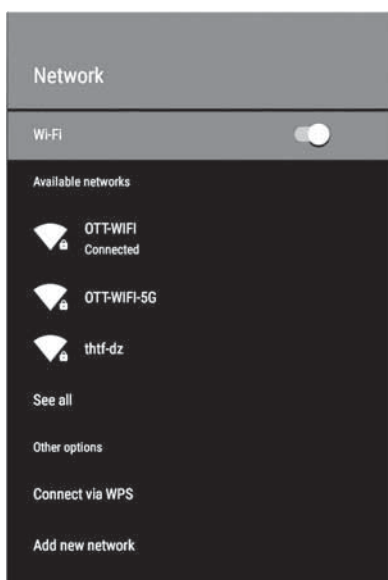 Network
Wi-Fi
Available networks
OTT-WIFI
Connected
OTT-WIFI-5G
thtf-dz
See all
Other options
Connect via WPS
Add new network